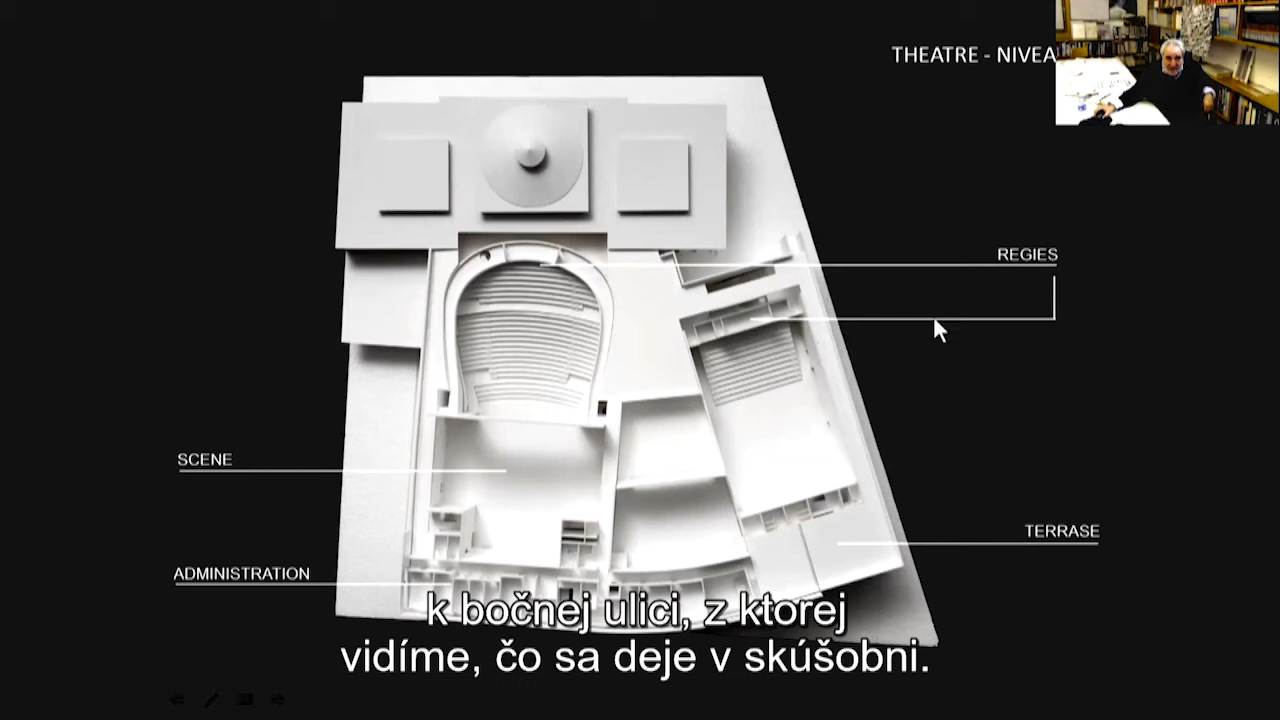 THEATRE - NIVEA
REGIES
SCENE
TERRASE
ADMINISTRATION
k bočnej ulici, z ktorej
vidíme, čo sa deje v skúšobni.